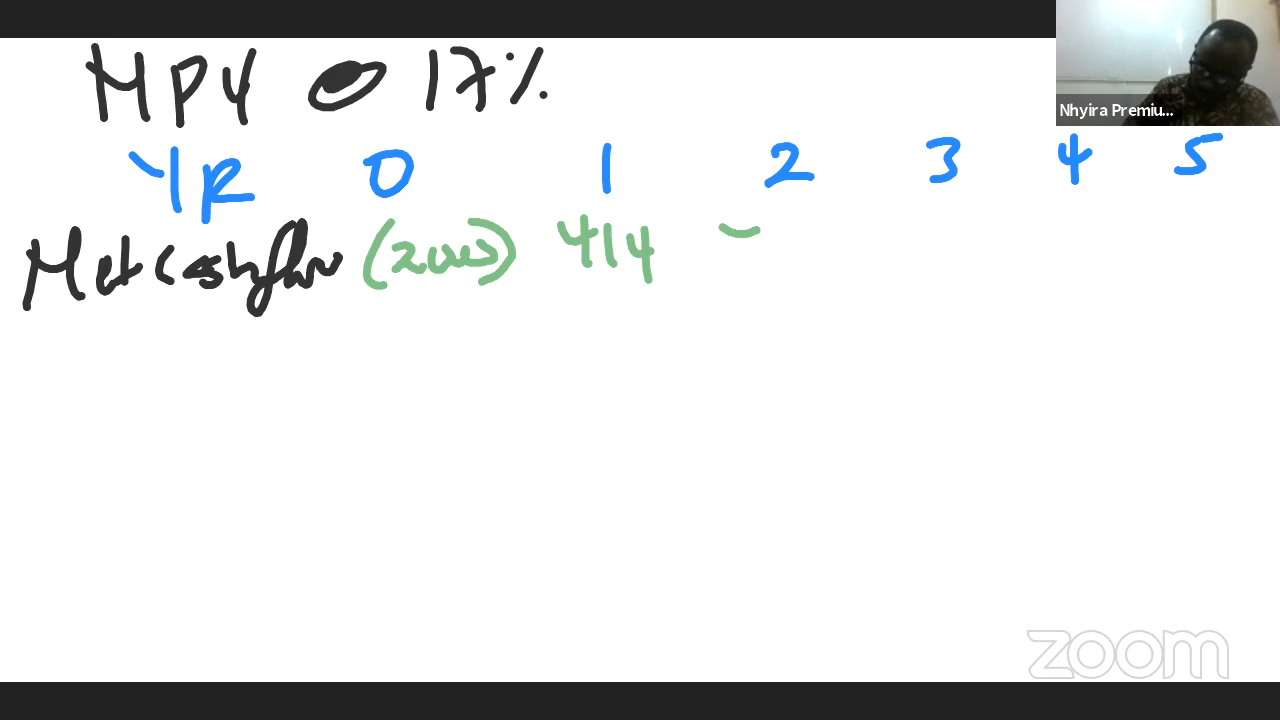 NPV @ 17%
Nhyira Premiu...
YR 0 1 2 3 4 5
Net cashflow (2000) 414
zoom